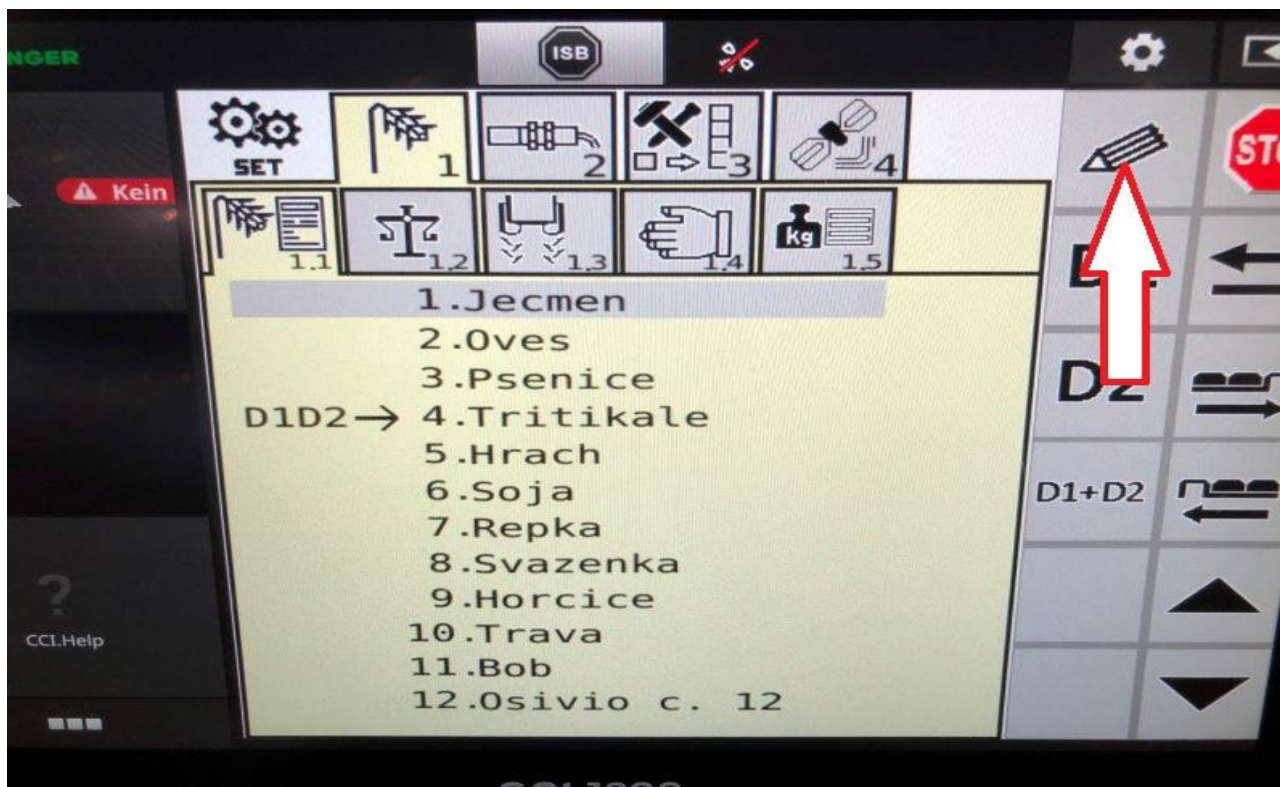 NGER
ISB
SET
1
2
3
4
Kein
1.1
1.2
1.3
1.4
kg
1.5
1.Jecmen
2.Oves
3.Psenice
D1D2→ 4.Tritikale
5.Hrach
6.Soja
7.Repka
8.Svazenka
9.Horcice
10.Trava
11.Bob
12.Osivio c. 12
D2
D1+D2
?
CCI.Help